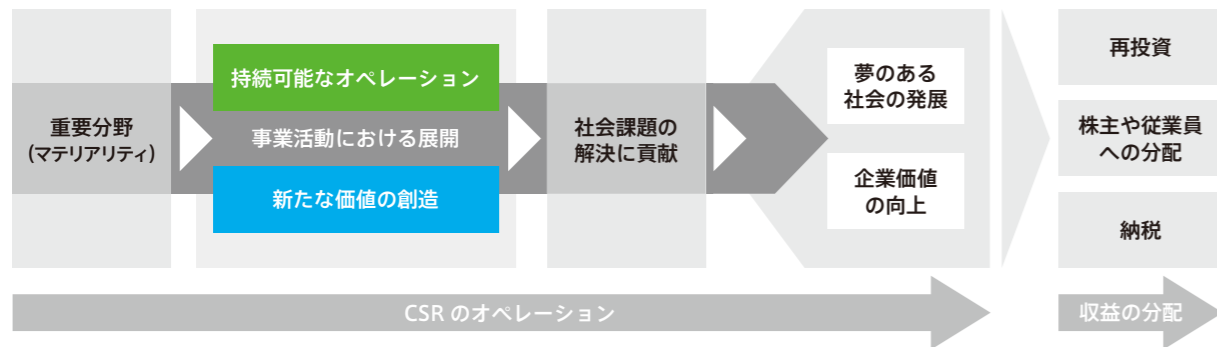 重要分野
(マテリアリティ)
持続可能なオペレーション
事業活動における展開
新たな価値の創造
社会課題の
解決に貢献
夢のある
社会の発展
企業価値
の向上
再投資
株主や従業員
への分配
納税
CSR のオペレーション
収益の分配